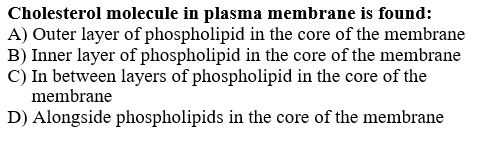 Cholesterol molecule in plasma membrane is found:
A) Outer layer of phospholipid in the core of the membrane
B) Inner layer of phospholipid in the core of the membrane
C) In between layers of phospholipid in the core of the
membrane
D) Alongside phospholipids in the core of the membrane